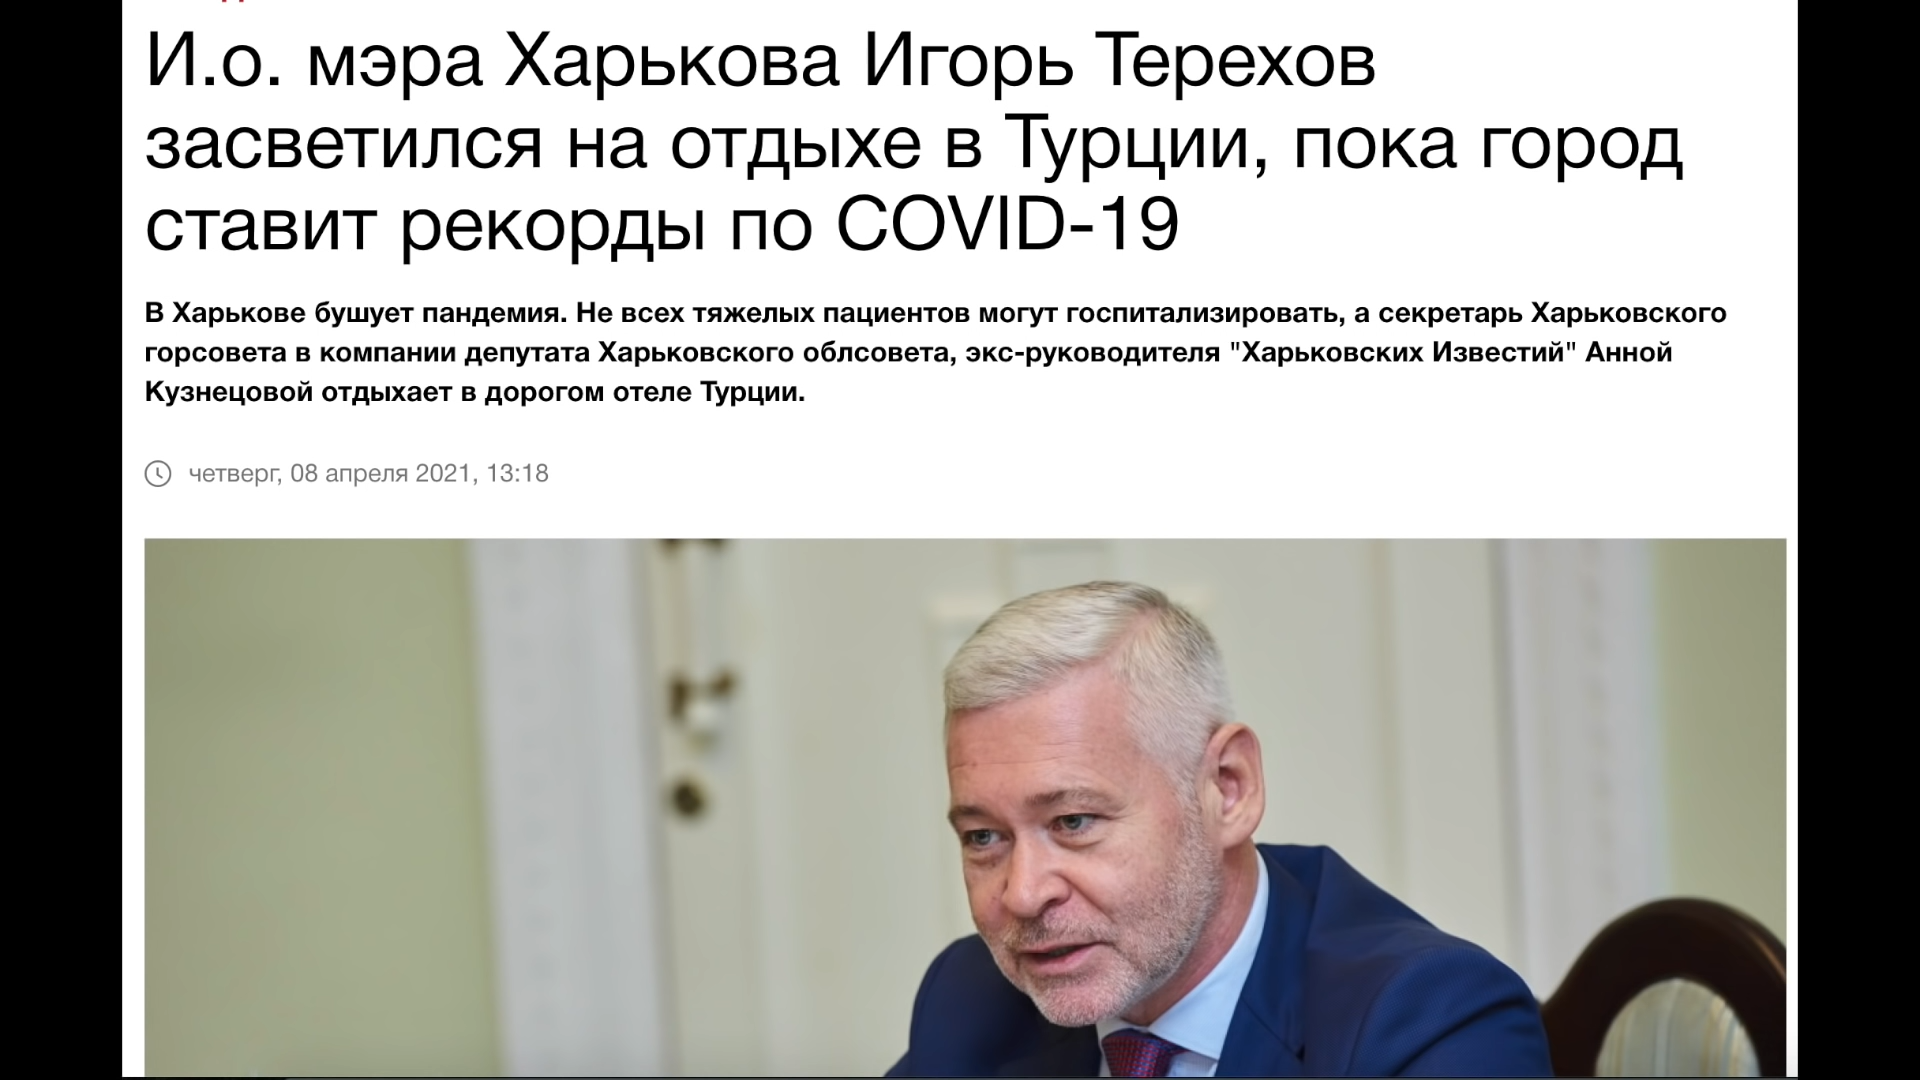 И.о. мэра Харькова Игорь Терехов
засветился на отдыхе в Турции, пока город
ставит рекорды по COVID-19
В Харькове бушует пандемия. Не всех тяжелых пациентов могут госпитализировать, а секретарь Харьковского
горсовета в компании депутата Харьковского облсовета, экс-руководителя "Харьковских Известий" Анной
Кузнецовой отдыхает в дорогом отеле Турции.
четверг, 08 апреля 2021, 13:18